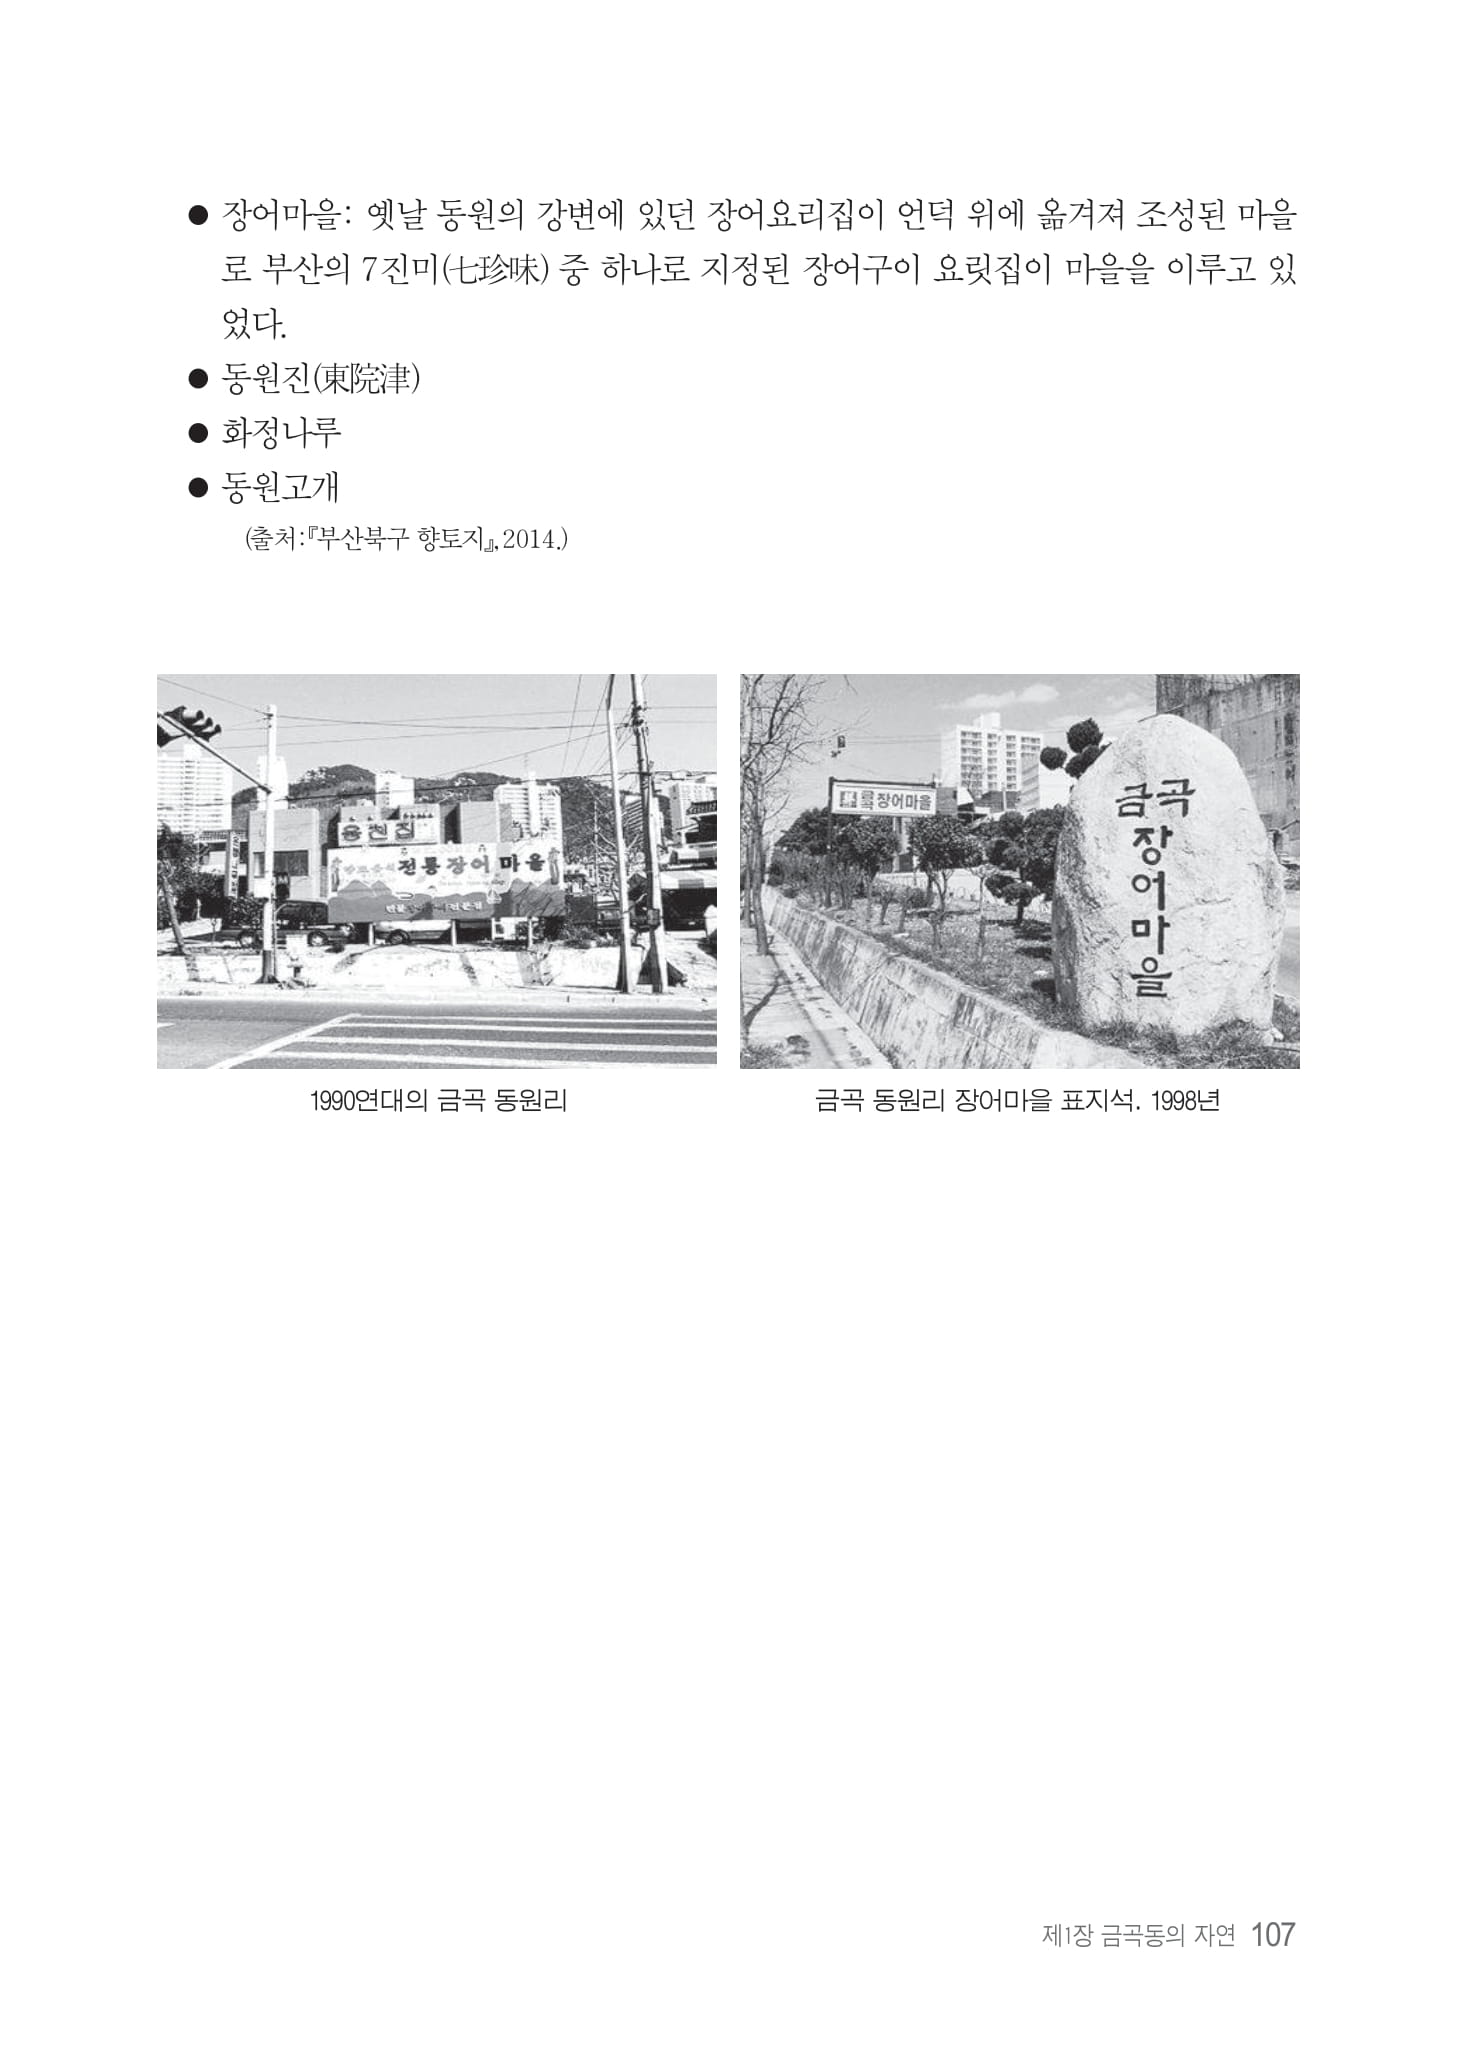 ● 장어마을: 옛날 동원의 강변에 있던 장어요리집이 언덕 위에 옮겨져 조성된 마을
로 부산의 7진미(七珍味) 중 하나로 지정된 장어구이 요릿집이 마을을 이루고 있
었다.
● 동원진(東院津)
● 화정나루
● 동원고개
(출처:『부산북구 향토지』, 2014.)
전통장어마을
금곡 장어마을
금곡
장
어
마
을
1990연대의 금곡 동원리
금곡 동원리 장어마을 표지석. 1998년
제1장 금곡동의 자연 107